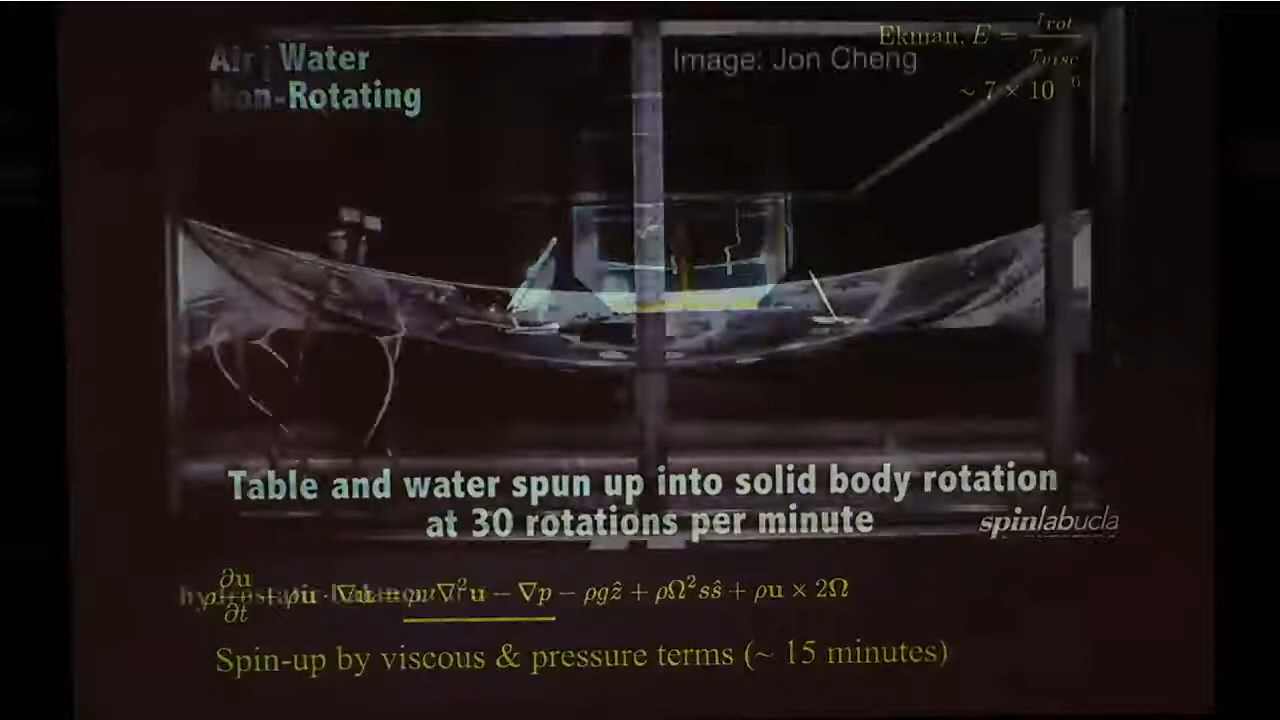 Air | Water
Non-Rotating
Image: Jon Cheng
Ekman, E = τrot / τvisc
~ 7 × 10⁻⁶
Table and water spun up into solid body rotation
at 30 rotations per minute
spinlabucla
ρ∂u/∂t + ρu · ∇u = ρν∇²u − ∇p − ρgẑ + ρΩ²sŝ + ρu × 2Ω
Spin-up by viscous & pressure terms (~ 15 minutes)